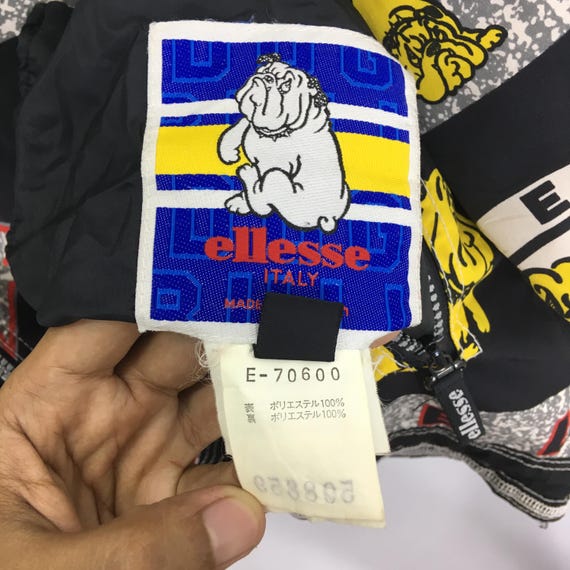 ellesse
ITALY
MADE
E-70600
表 ポリエステル100%
裏 ポリエステル100%
E
ellesse